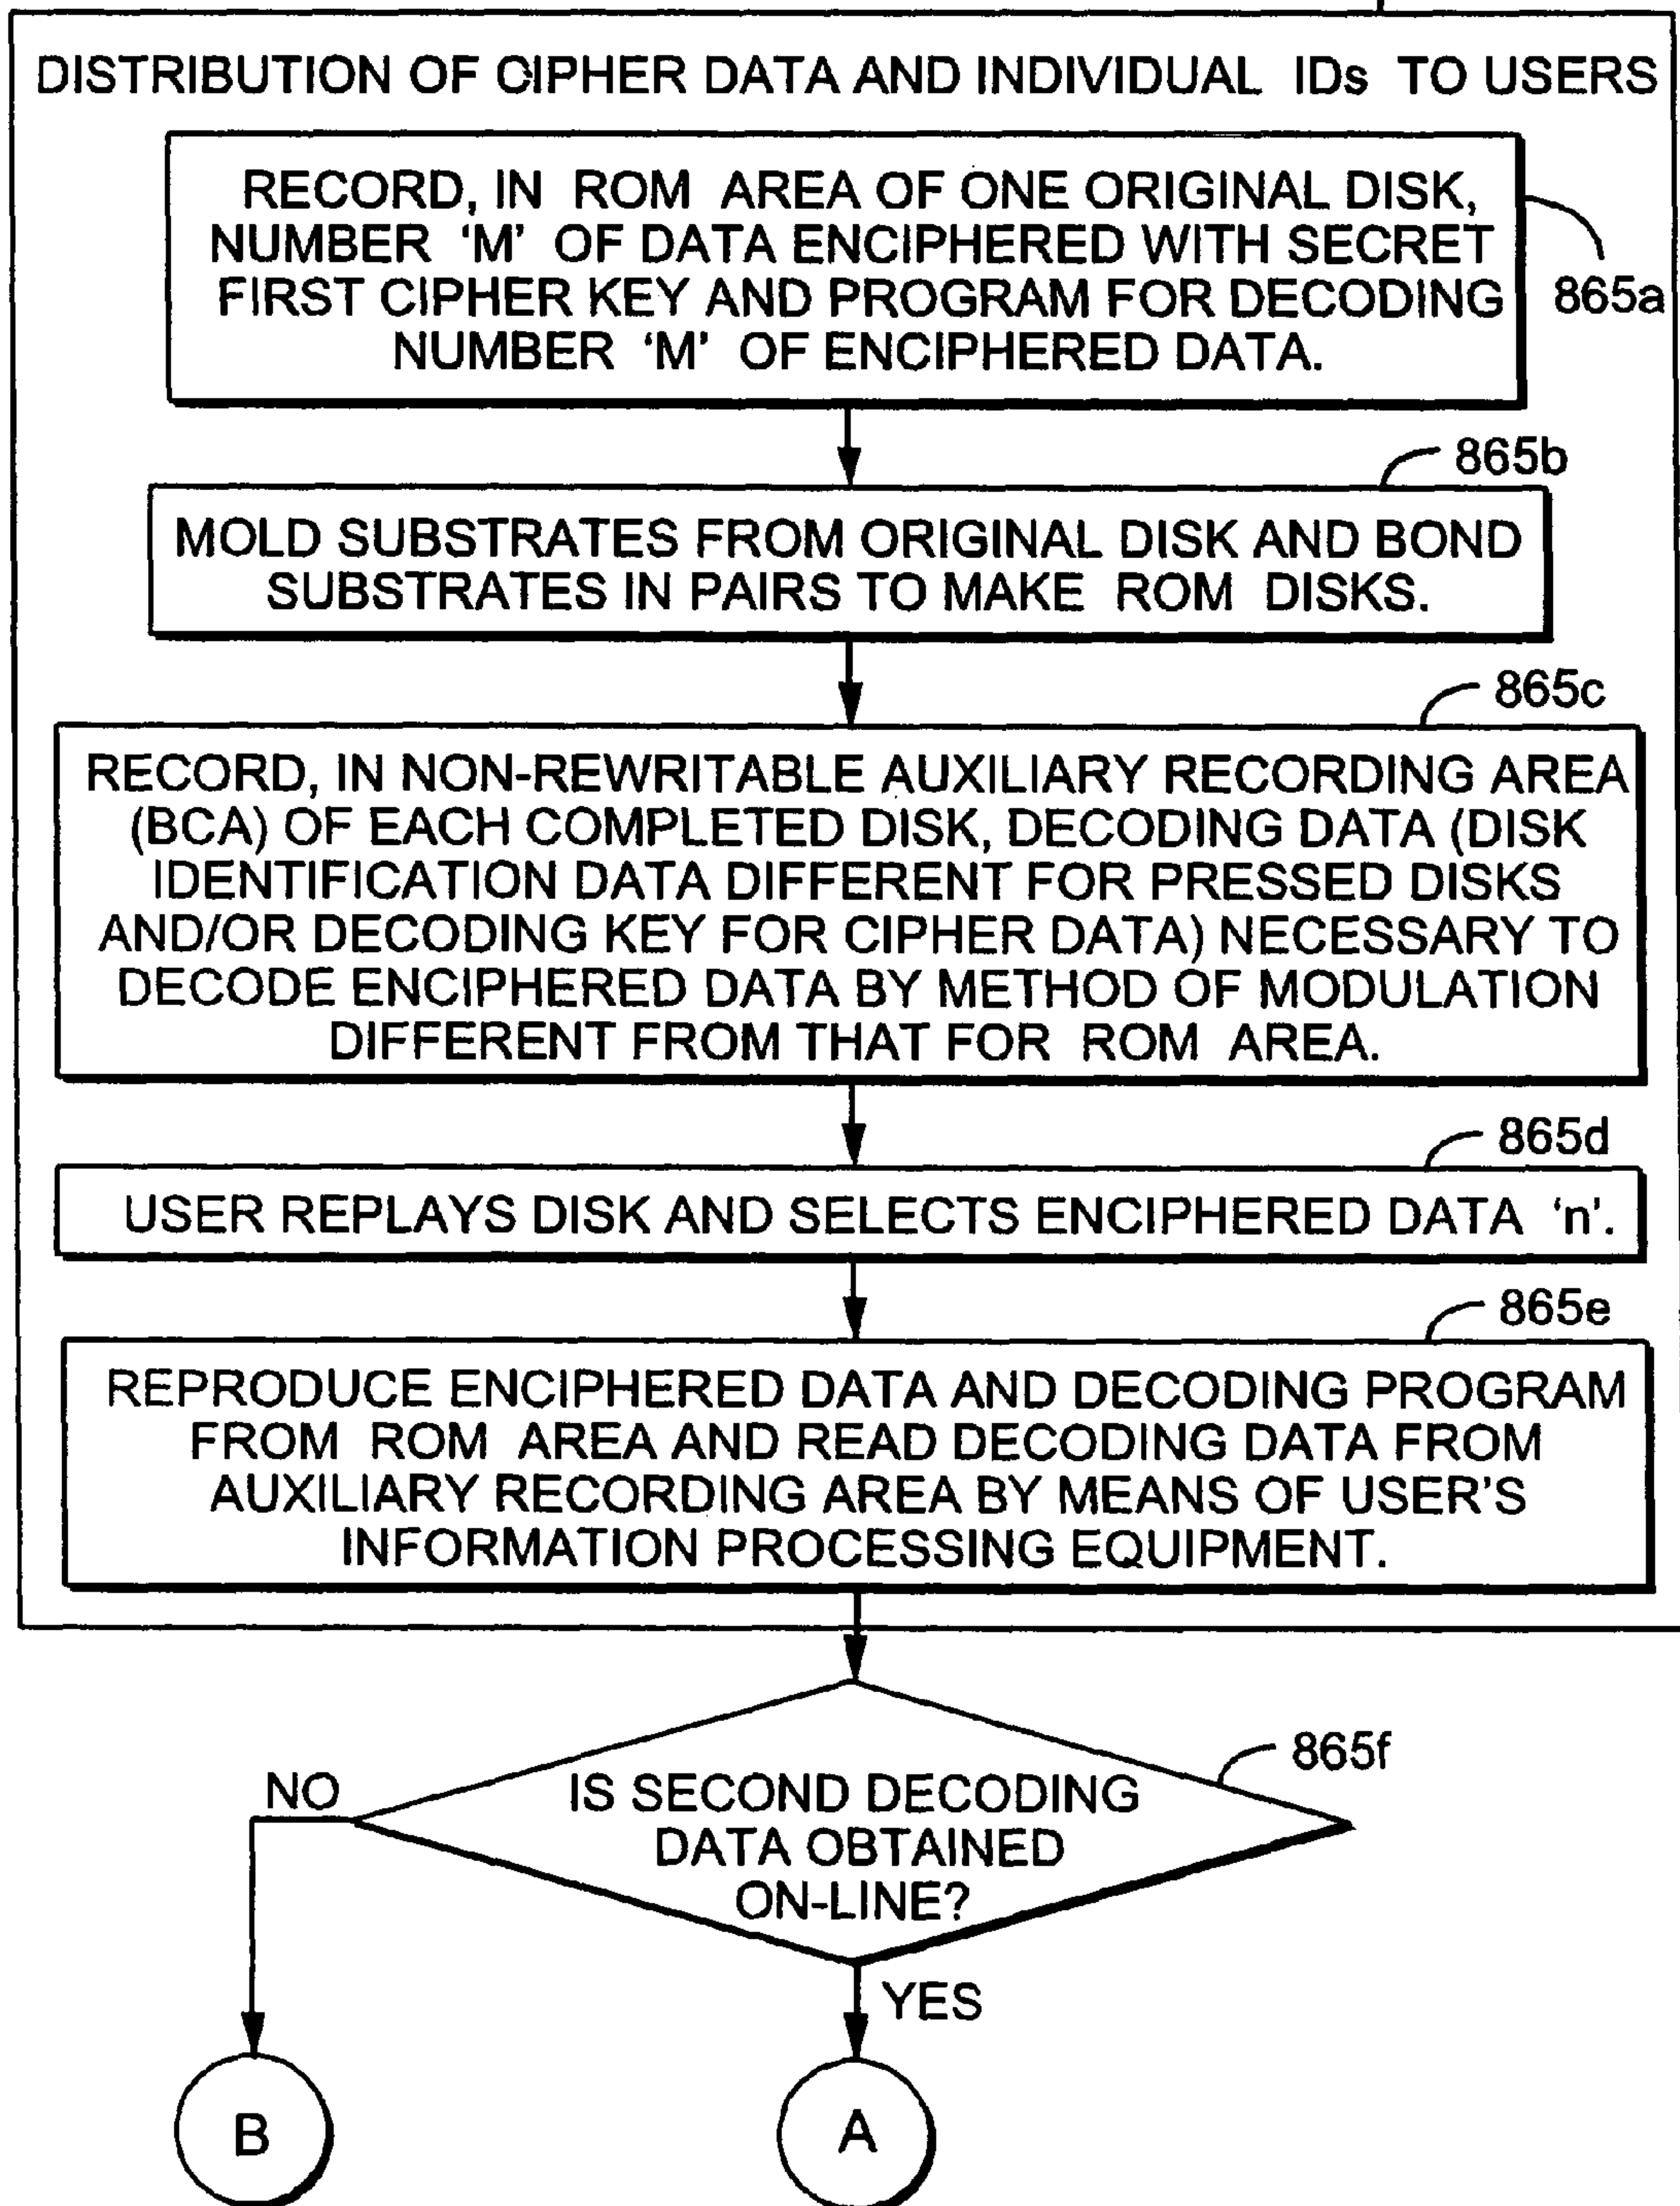 DISTRIBUTION OF CIPHER DATA AND INDIVIDUAL IDs TO USERS
RECORD, IN ROM AREA OF ONE ORIGINAL DISK,
NUMBER ‘M’ OF DATA ENCIPHERED WITH SECRET
FIRST CIPHER KEY AND PROGRAM FOR DECODING
NUMBER ‘M’ OF ENCIPHERED DATA.
865a
865b
MOLD SUBSTRATES FROM ORIGINAL DISK AND BOND
SUBSTRATES IN PAIRS TO MAKE ROM DISKS.
865c
RECORD, IN NON-REWRITABLE AUXILIARY RECORDING AREA
(BCA) OF EACH COMPLETED DISK, DECODING DATA (DISK
IDENTIFICATION DATA DIFFERENT FOR PRESSED DISKS
AND/OR DECODING KEY FOR CIPHER DATA) NECESSARY TO
DECODE ENCIPHERED DATA BY METHOD OF MODULATION
DIFFERENT FROM THAT FOR ROM AREA.
865d
USER REPLAYS DISK AND SELECTS ENCIPHERED DATA ‘n’.
865e
REPRODUCE ENCIPHERED DATA AND DECODING PROGRAM
FROM ROM AREA AND READ DECODING DATA FROM
AUXILIARY RECORDING AREA BY MEANS OF USER'S
INFORMATION PROCESSING EQUIPMENT.
865f
NO
IS SECOND DECODING
DATA OBTAINED
ON-LINE?
YES
B
A